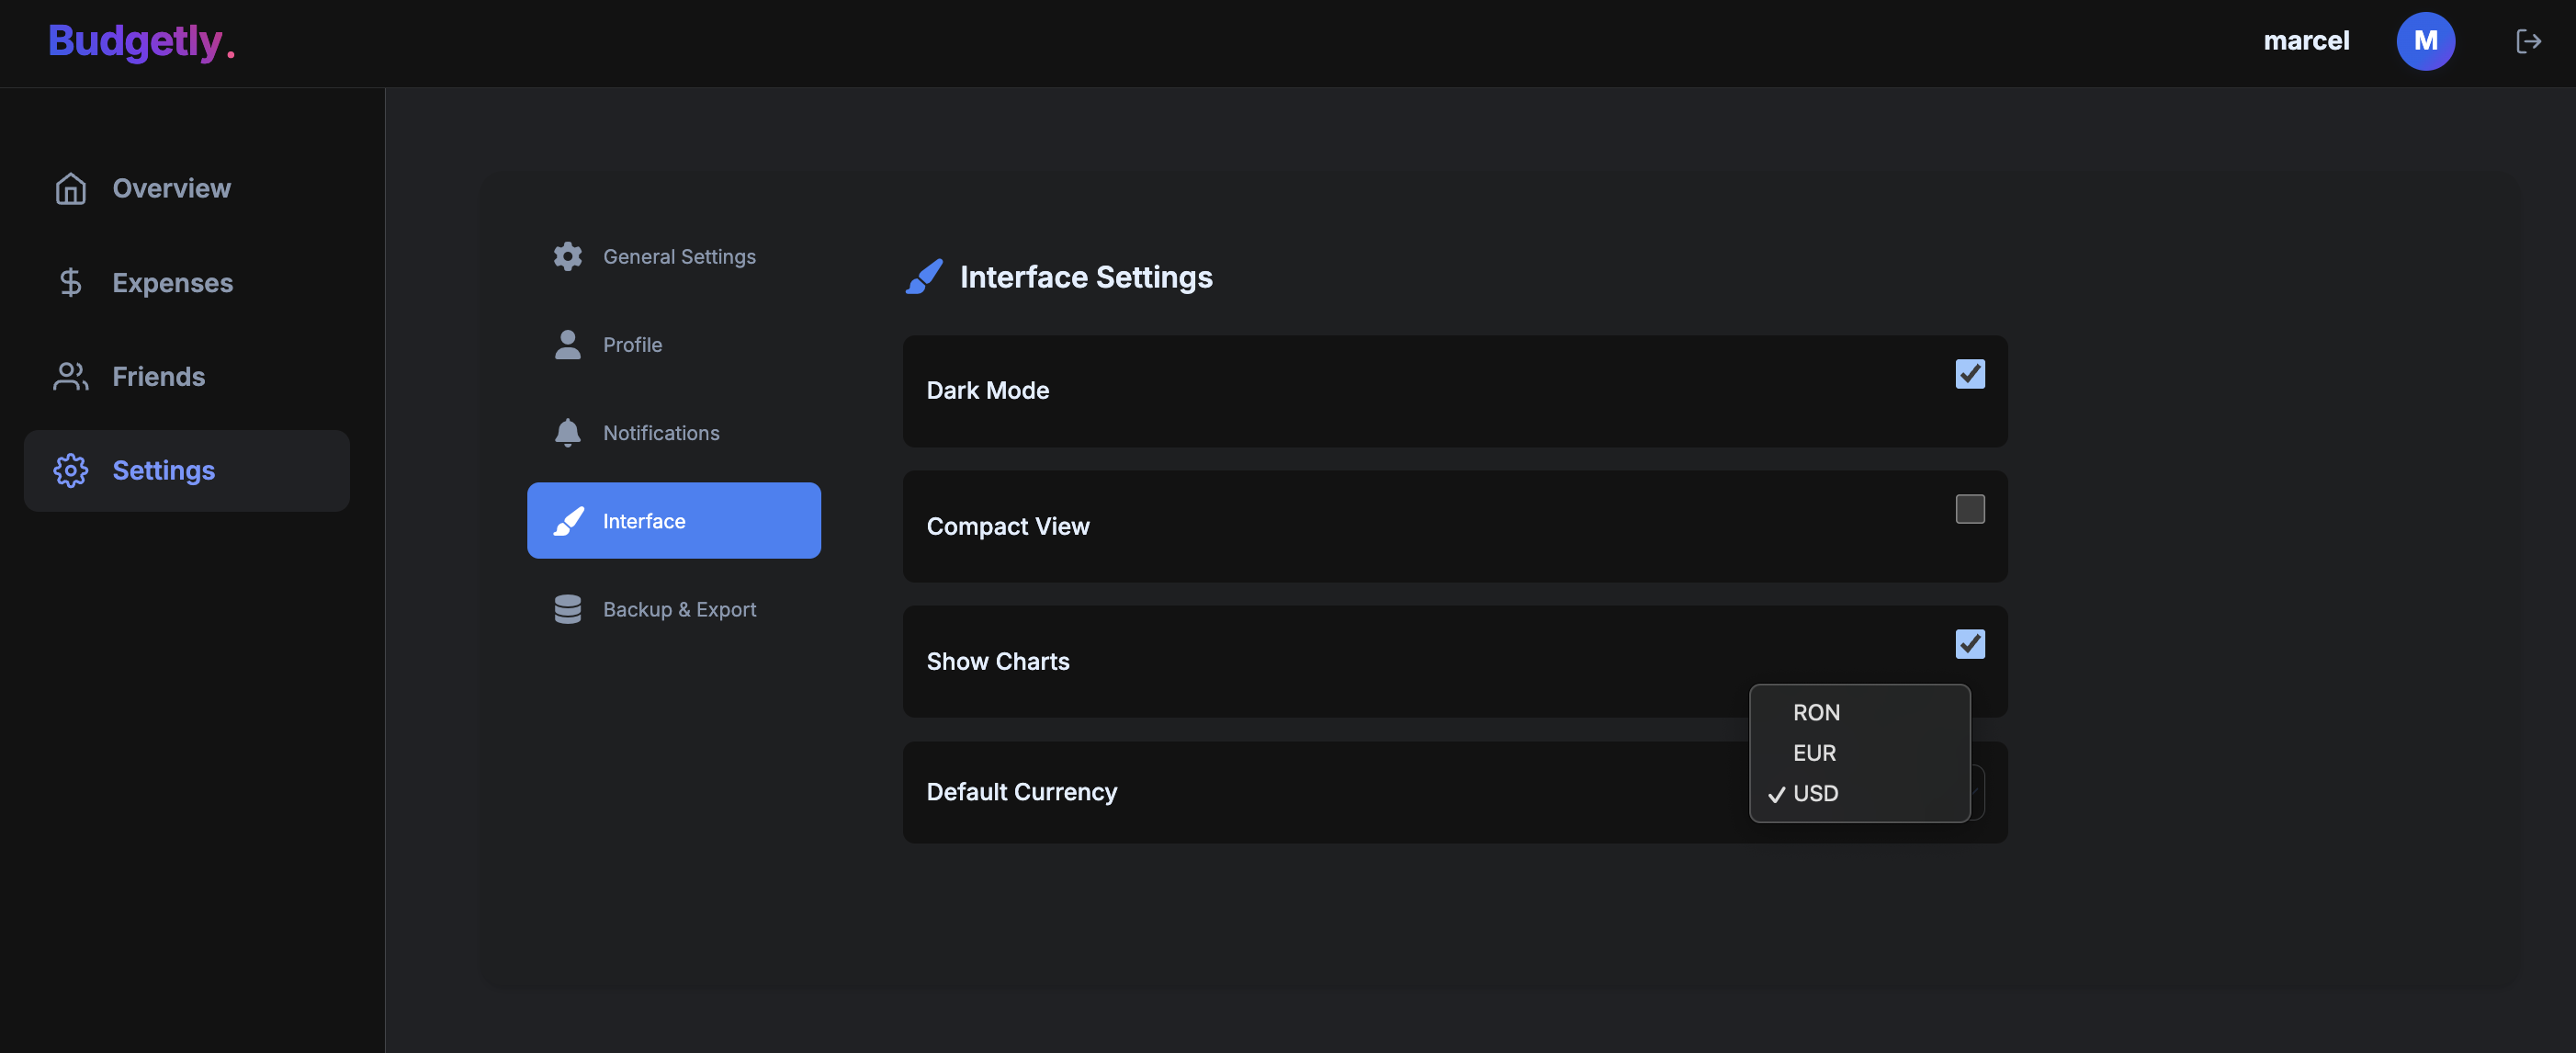 Budgetly.
marcel
M
Overview
Expenses
Friends
Settings
General Settings
Profile
Notifications
Interface
Backup & Export
Interface Settings
Dark Mode
Compact View
Show Charts
Default Currency
RON
EUR
USD